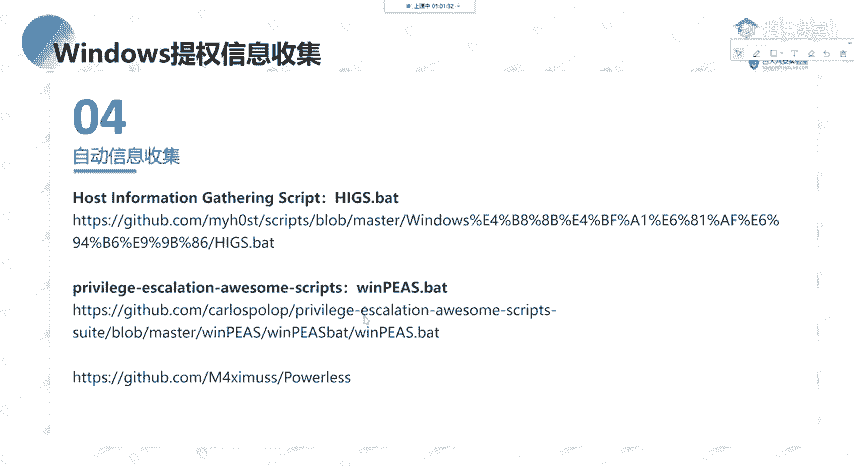 上课中 01:01:02
Windows提权信息收集
04
自动信息收集
Host Information Gathering Script：HIGS.bat
https://github.com/myh0st/scripts/blob/master/Windows%E4%B8%8B%E4%BF%A1%E6%81%AF%E6%
94%B6%E9%9B%86/HIGS.bat
privilege-escalation-awesome-scripts：winPEAS.bat
https://github.com/carlospolop/privilege-escalation-awesome-scripts-
suite/blob/master/winPEAS/winPEASbat/winPEAS.bat
https://github.com/M4ximuss/Powerless